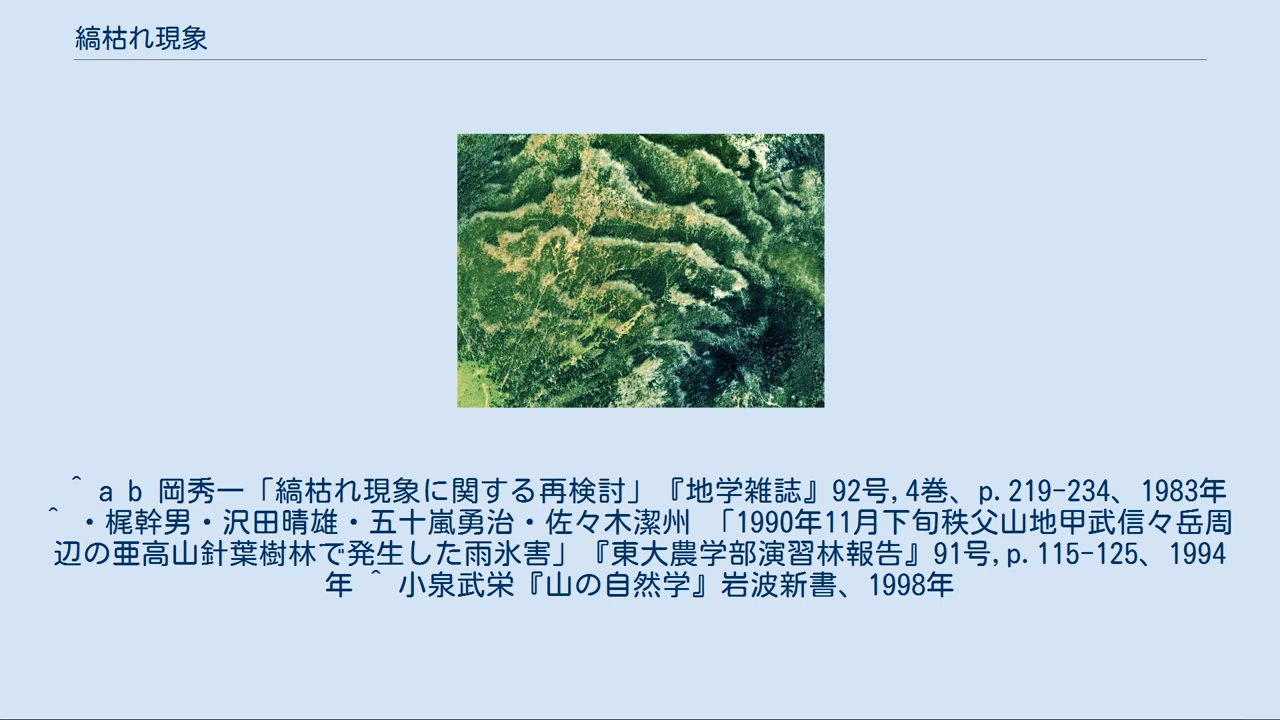 縞枯れ現象
^ a b 岡秀一「縞枯れ現象に関する再検討」『地学雑誌』92号,4巻、p.219-234、1983年
^ ・梶幹男・沢田晴雄・五十嵐勇治・佐々木潔州 「1990年11月下旬秩父山地甲武信々岳周
辺の亜高山針葉樹林で発生した雨氷害」『東大農学部演習林報告』91号,p.115-125、1994
年 ^ 小泉武栄『山の自然学』岩波新書、1998年